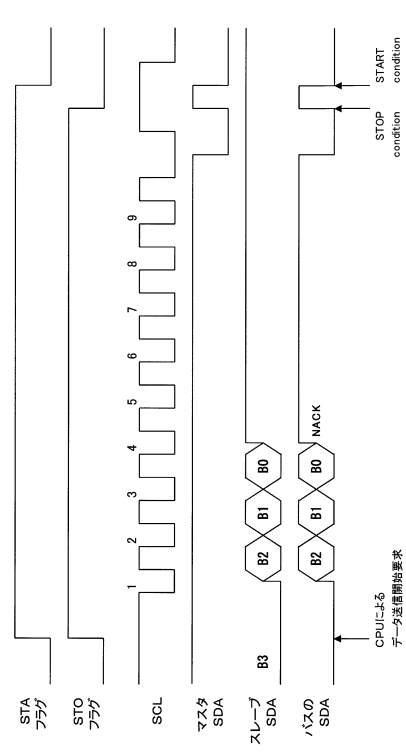 STA
フラグ
STO
フラグ
SCL
1 2 3 4 5 6 7 8 9
マスタ
SDA
スレーブ
SDA
B3 B2 B1 B0
バスの
SDA
B2 B1 B0 NACK
CPUによる
データ送信開始要求
STOP
condition
START
condition